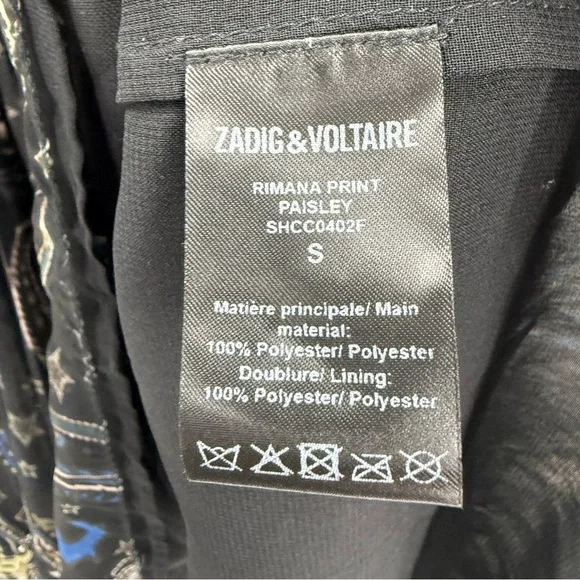 ZADIG&VOLTAIRE
RIMANA PRINT
PAISLEY
SHCC0402F
S
Matière principale/ Main
material:
100% Polyester/ Polyester
Doublure/ Lining:
100% Polyester/ Polyester